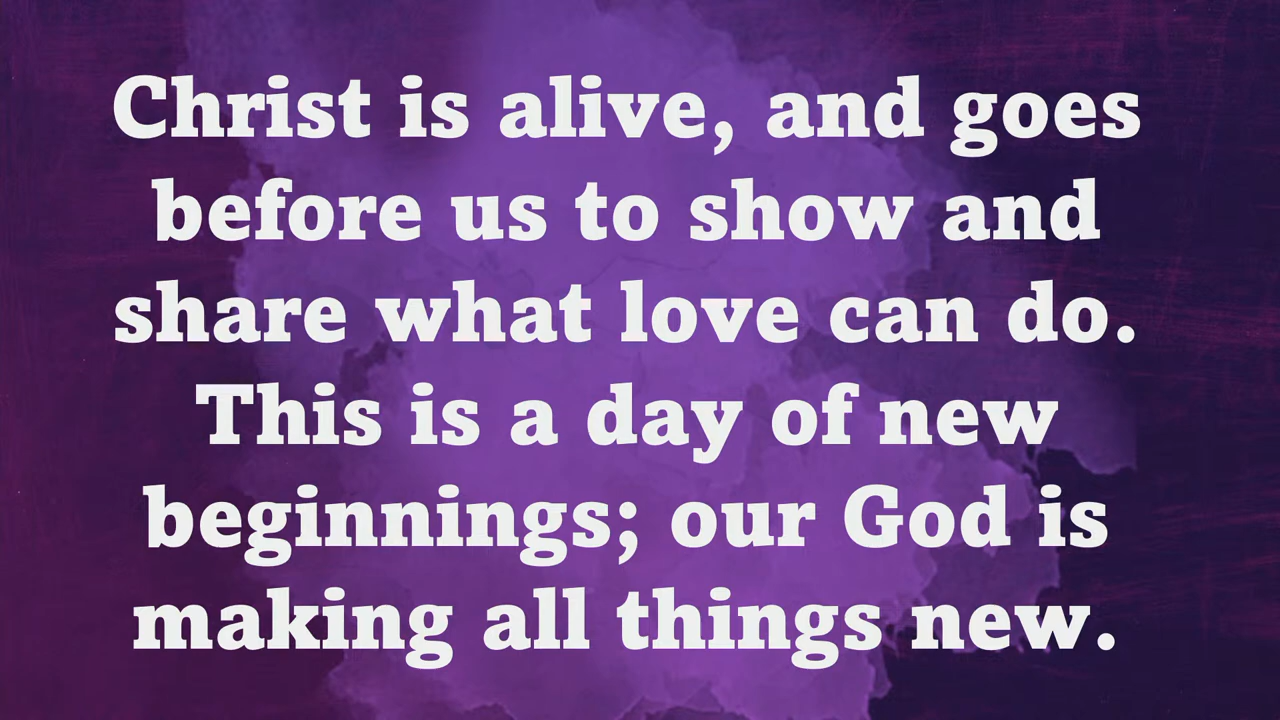 Christ is alive, and goes
before us to show and
share what love can do.
This is a day of new
beginnings; our God is
making all things new.